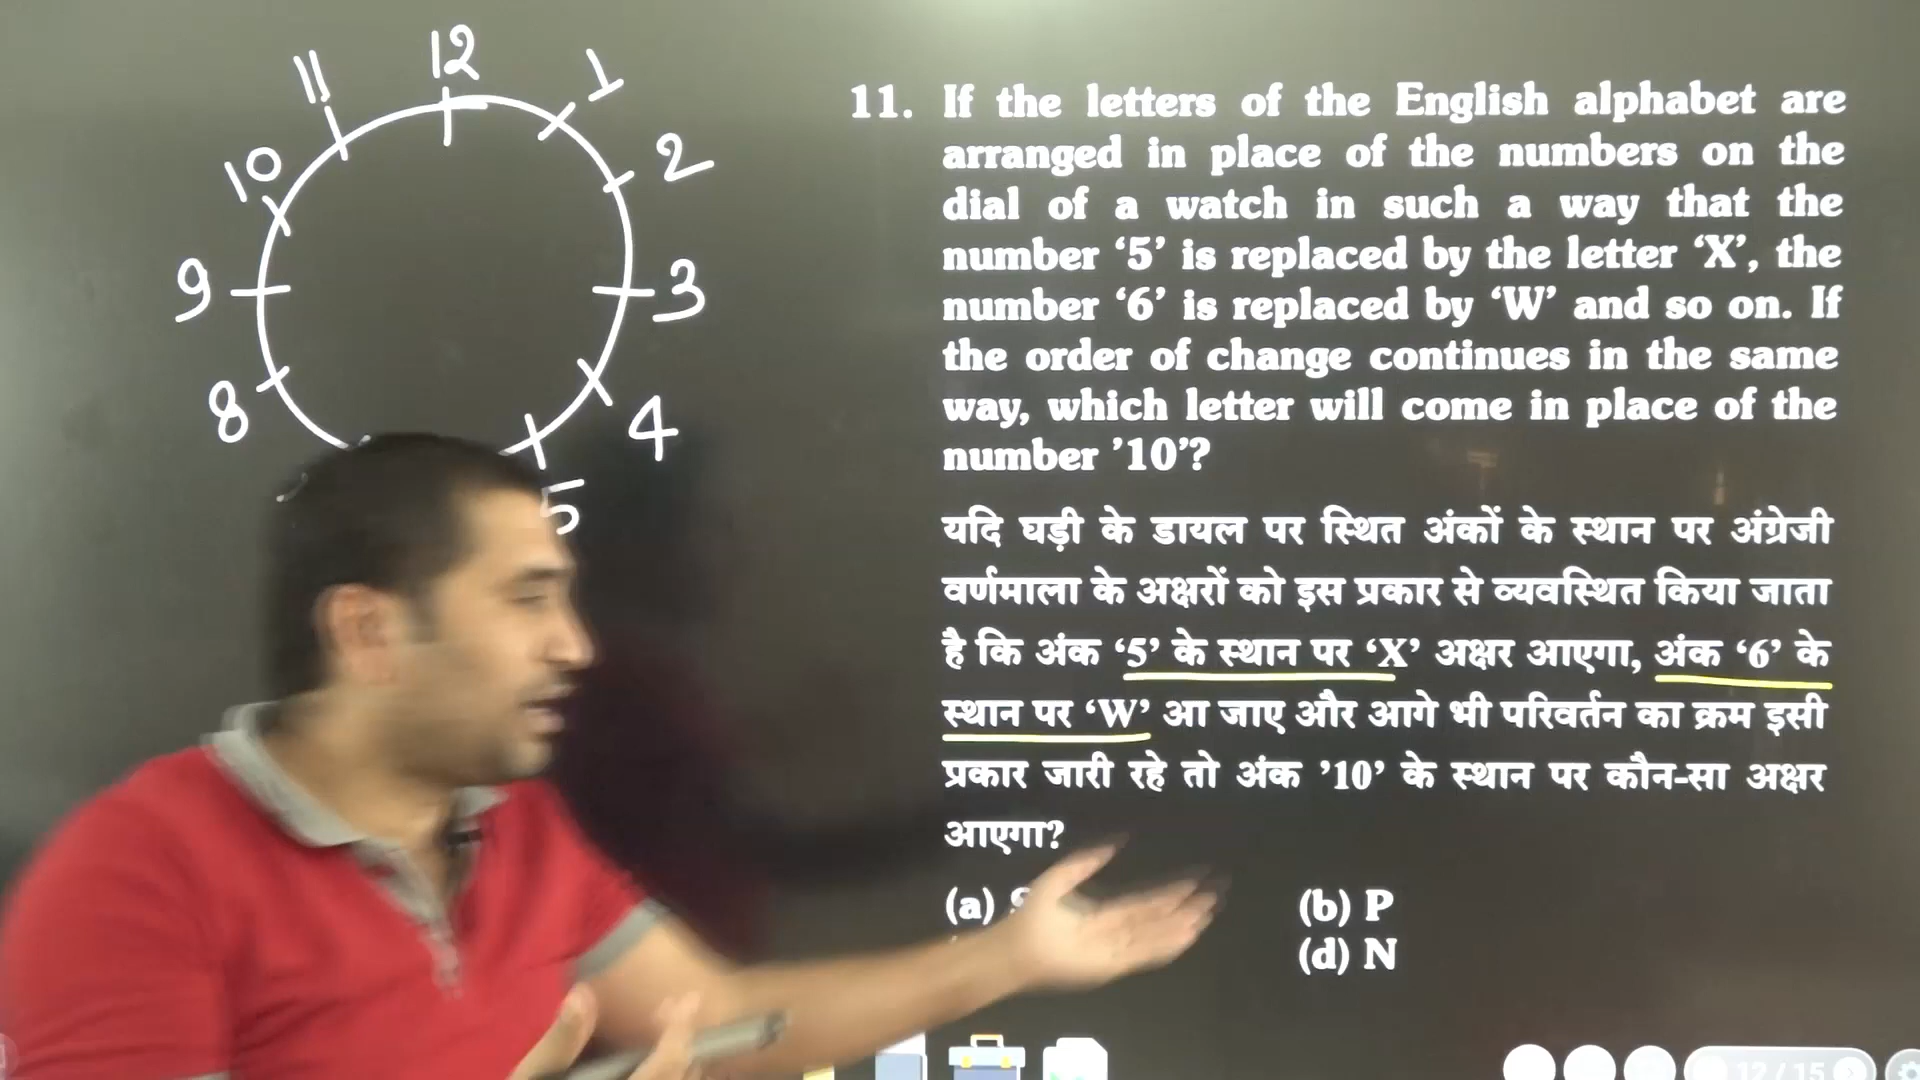 12
11
1
10
2
9
3
8
4
5
11. If the letters of the English alphabet are
arranged in place of the numbers on the
dial of a watch in such a way that the
number ‘5’ is replaced by the letter ‘X’, the
number ‘6’ is replaced by ‘W’ and so on. If
the order of change continues in the same
way, which letter will come in place of the
number ’10’?
यदि घड़ी के डायल पर स्थित अंकों के स्थान पर अंग्रेजी
वर्णमाला के अक्षरों को इस प्रकार से व्यवस्थित किया जाता
है कि अंक ‘5’ के स्थान पर ‘X’ अक्षर आएगा, अंक ‘6’ के
स्थान पर ‘W’ आ जाए और आगे भी परिवर्तन का क्रम इसी
प्रकार जारी रहे तो अंक ’10’ के स्थान पर कौन-सा अक्षर
आएगा?
(a)
(b) P
(d) N
12/15